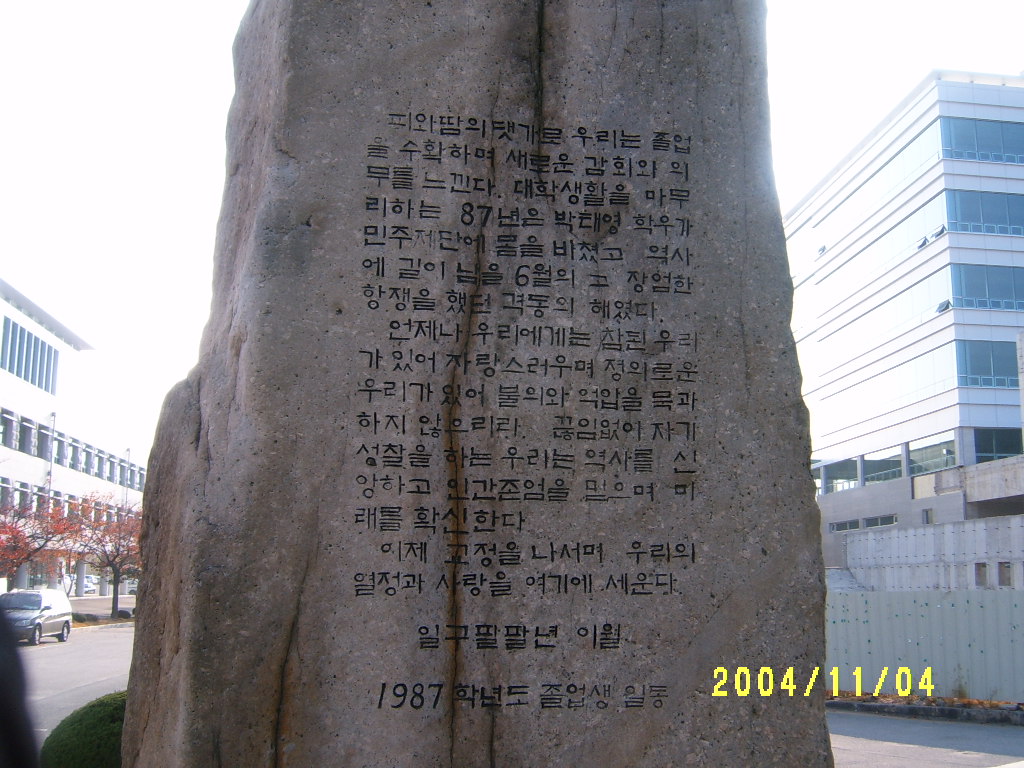 피와땀의 댓개로 우리는 졸업
을 수확하며 새로운 감회와 의
무를 느낀다. 대학생활을 마무
리하는 87년은 박태영 학우가
민주제단에 몸을 바쳤고 역사
에 길이 남을 6월의 그 장엄한
항쟁을 했던 격동의 해였다.
언제나 우리에게는 참된 우리
가 있어 자랑스러우며 정의로운
우리가 있어 불의와 억압을 묵과
하지 않으리라. 끊임없이 자기
성찰을 하는 우리는 역사를 신
앙하고 인간존엄을 믿으며 미
래를 확신한다
이제 교정을 나서며 우리의
열정과 사랑을 여기에 세운다.
일구팔팔년 이월.
1987학년도 졸업생 일동
2004/11/04